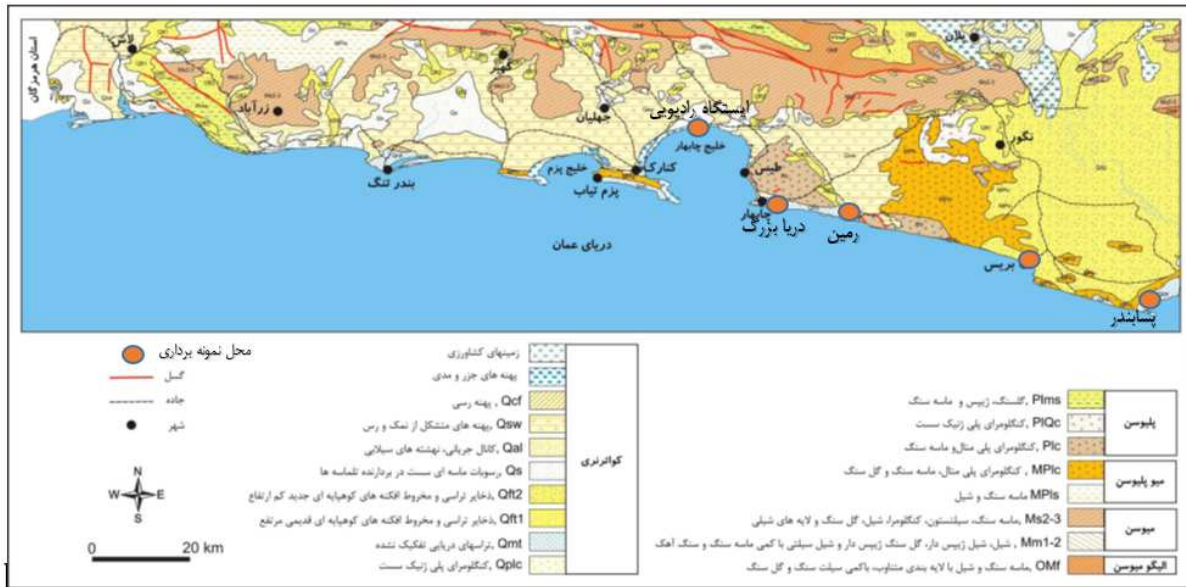 استان هرمزگان
لاش
زرآباد
گهیر
جهلیان
ایستگاه رادیویی
پلان
نگور
خلیج چابهار
کنارک
طیس
خلیج پزم
بندر تنگ
پزم تیاب
چابهار
دریا بزرگ
رمین
دریای عمان
بریس
پسابندر
محل نمونه برداری
گسل
جاده
شهر
N
W E
S
0 20 km
کواترنری
زمینهای کشاورزی
پهنه های جزر و مدی
Qcf , پهنه رسی
Qsw ,پهنه های متشکل از نمک و رس
Qal ,کانال جریانی، نهشته های سیلابی
Qs ,رسوبات ماسه ای سست در بردارنده تلماسه ها
Qft2 ,ذخایر تراسی و مخروط افکنه های کوهپایه ای جدید کم ارتفاع
Qft1 ,ذخایر تراسی و مخروط افکنه های کوهپایه ای قدیمی مرتفع
Qmt ,تراسهای دریایی تفکیک نشده
Qplc ,کنگلومرای پلی ژنیک سست
پلیوسن
Plms ,گلسنگ، ژیپس و ماسه سنگ
PlQc ,کنگلومرای پلی ژنیک سست
Plc ,کنگلومرای پلی متال،و ماسه سنگ
میو پلیوسن
MPlc , کنگلومرای پلی متال، ماسه سنگ و گل سنگ
MPls ماسه سنگ و شیل
میوسن
Ms2-3 ,ماسه سنگ، سیلتستون، کنگلومرا، شیل، گل سنگ و لایه های شیلی
Mm1-2 , شیل، شیل ژیپس دار، گل سنگ ژیپس دار و شیل سیلتی با کمی ماسه سنگ و سنگ آهک
الیگو میوسن
OMf ,ماسه سنگ و شیل با لایه بندی متناوب، باکمی سیلت سنگ و گل سنگ